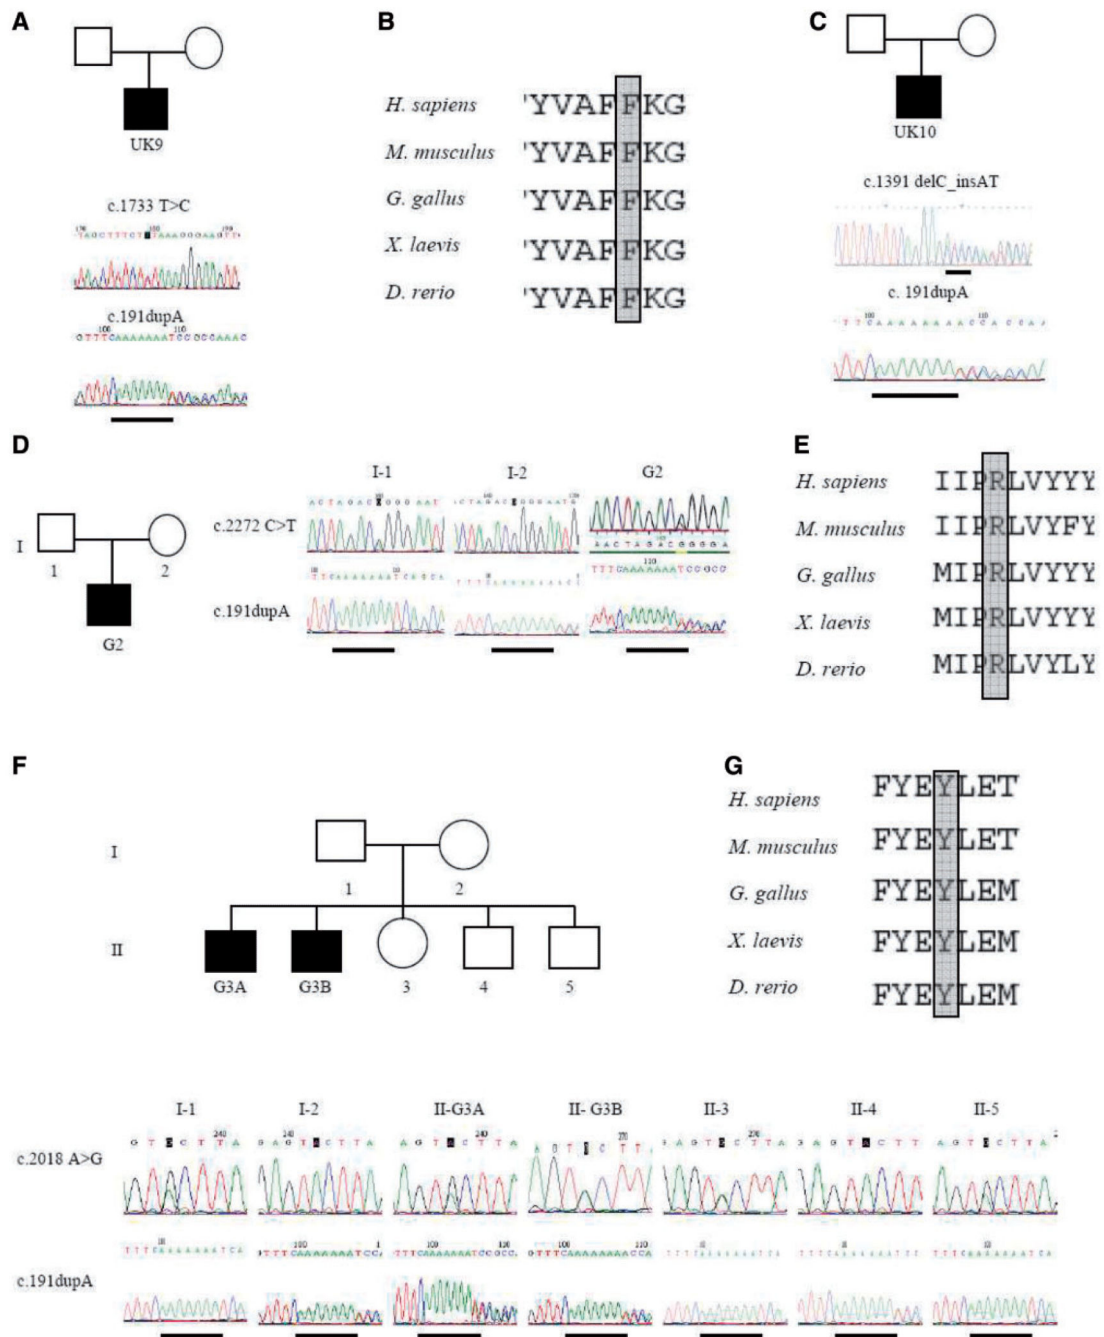 A
UK9
c.1733 T>C
c.191dupA
100 110
GTTTCAAAAAAATCCGCCAAAC
B
H. sapiens 'YVAFFKG
M. musculus 'YVAFFKG
G. gallus 'YVAFFKG
X. laevis 'YVAFFKG
D. rerio 'YVAFFKG
C
UK10
c.1391 delC_insAT
c. 191dupA
D
I
1 2
G2
I-1 I-2 G2
c.2272 C>T
c.191dupA
E
H. sapiens IIPRLVYYY
M. musculus IIPRLVYFY
G. gallus MIPRLVYYY
X. laevis MIPRLVYYY
D. rerio MIPRLVYLY
F
I
1 2
II
G3A G3B 3 4 5
G
H. sapiens FYEYLET
M. musculus FYEYLET
G. gallus FYEYLEM
X. laevis FYEYLEM
D. rerio FYEYLEM
I-1 I-2 II-G3A II- G3B II-3 II-4 II-5
c.2018 A>G
c.191dupA